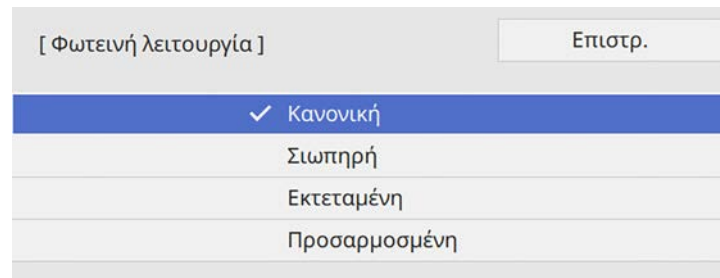 [ Φωτεινή λειτουργία ]
Επιστρ.
Κανονική
Σιωπηρή
Εκτεταμένη
Προσαρμοσμένη